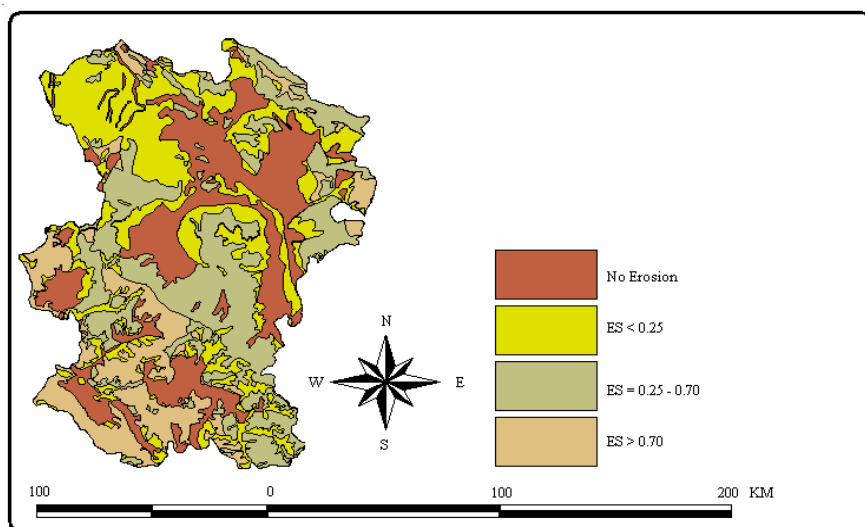 No Erosion
ES < 0.25
N
W E
ES = 0.25 - 0.70
S
ES > 0.70
100 0 100 200 KM